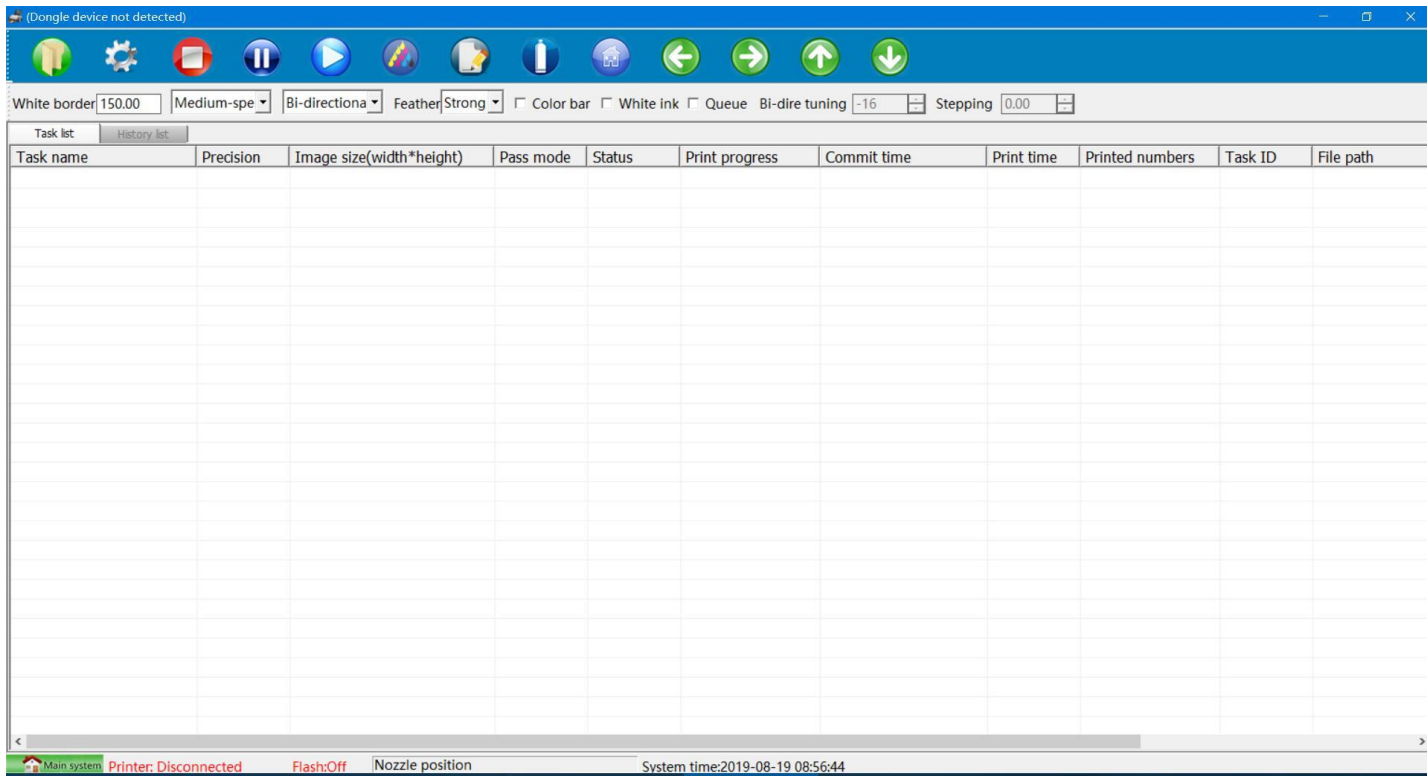 (Dongle device not detected)
White border 150.00 Medium-spe Bi-directiona Feather Strong Color bar White ink Queue Bi-dire tuning -16 Stepping 0.00
Task list History list
Task name Precision Image size(width*height) Pass mode Status Print progress Commit time Print time Printed numbers Task ID File path
Main system Printer: Disconnected Flash:Off Nozzle position System time:2019-08-19 08:56:44